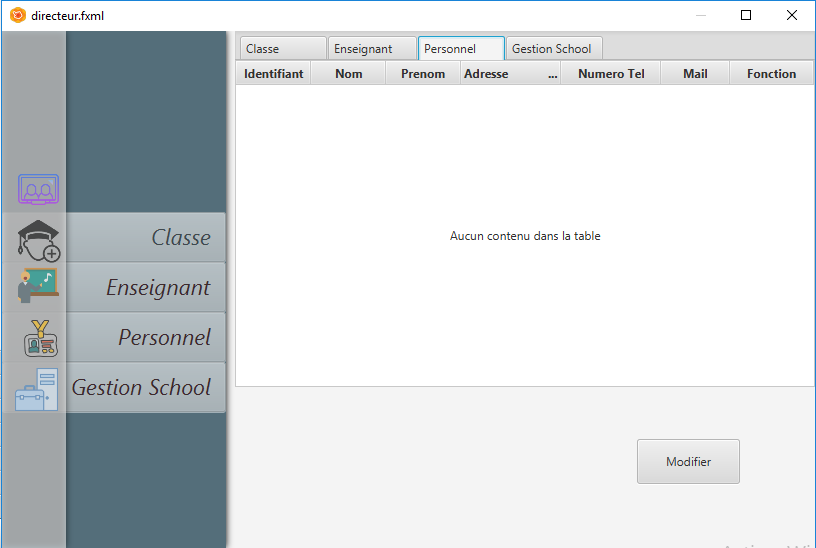 directeur.fxml
Classe Enseignant Personnel Gestion School
Identifiant Nom Prenom Adresse ... Numero Tel Mail Fonction
Aucun contenu dans la table
Classe
Enseignant
Personnel
Gestion School
Modifier